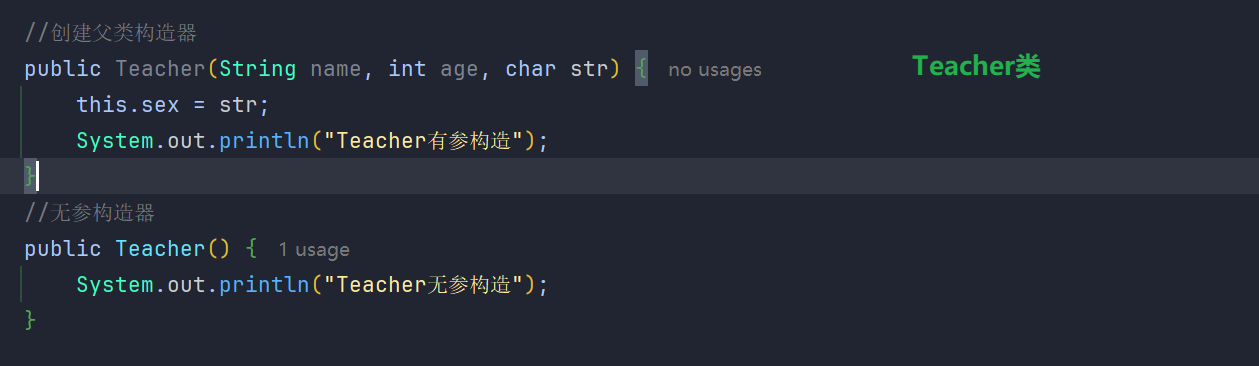 //创建父类构造器
public Teacher(String name, int age, char str) { no usages
Teacher类
this.sex = str;
System.out.println("Teacher有参构造");
}
//无参构造器
public Teacher() { 1 usage
System.out.println("Teacher无参构造");
}